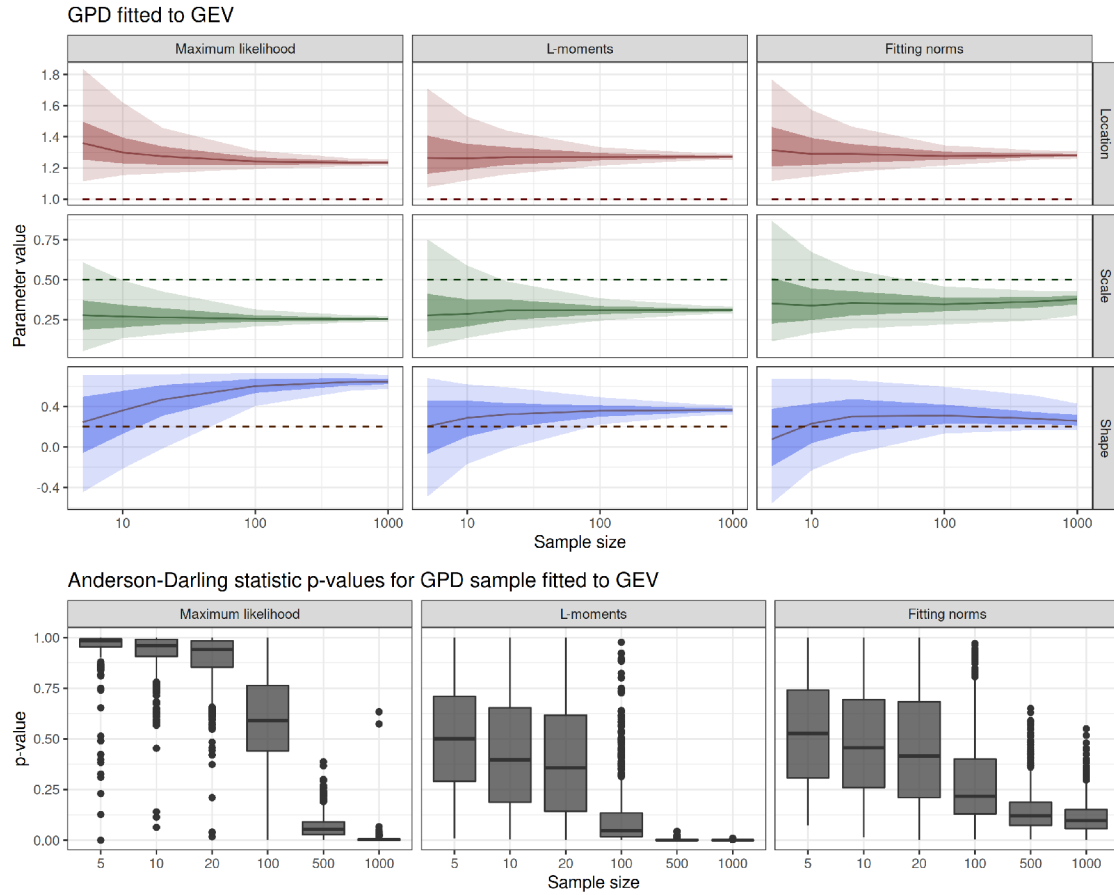 GPD fitted to GEV
Maximum likelihood
L-moments
Fitting norms
1.8
1.6
1.4
1.2
1.0
Location
0.75
0.50
0.25
Scale
0.4
0.0
-0.4
Shape
Parameter value
10 100 1000
10 100 1000
10 100 1000
Sample size
Anderson-Darling statistic p-values for GPD sample fitted to GEV
Maximum likelihood
L-moments
Fitting norms
1.00
0.75
0.50
0.25
0.00
p-value
5 10 20 100 500 1000
5 10 20 100 500 1000
5 10 20 100 500 1000
Sample size